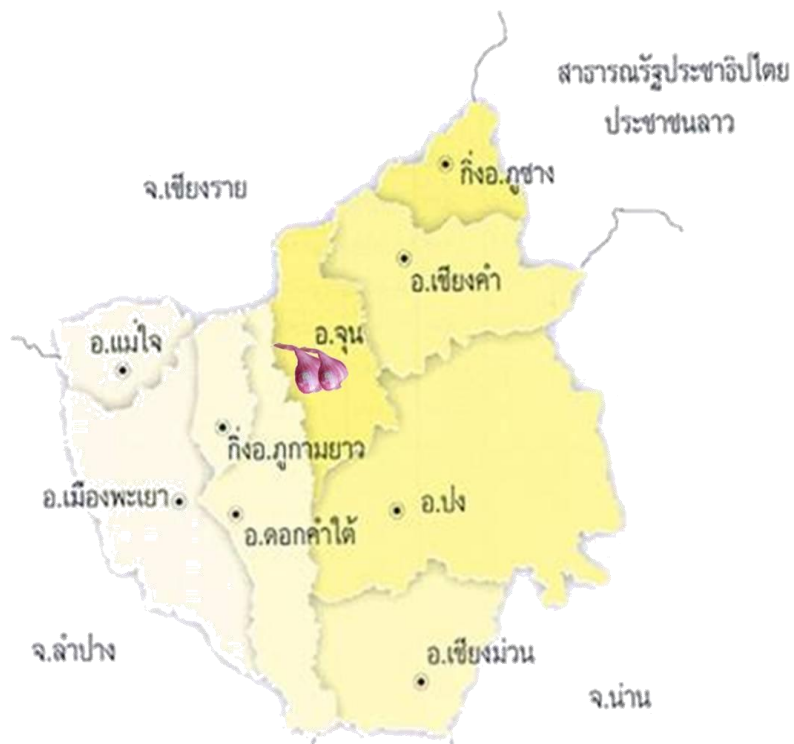 สาธารณรัฐประชาธิปไตย
ประชาชนลาว
กิ่งอ.ภูซาง
จ.เชียงราย
อ.เชียงคำ
อ.จุน
อ.แม่ใจ
กิ่งอ.ภูกามยาว
อ.เมืองพะเยา
อ.ปง
อ.ดอกคำใต้
อ.เชียงม่วน
จ.ลำปาง
จ.น่าน